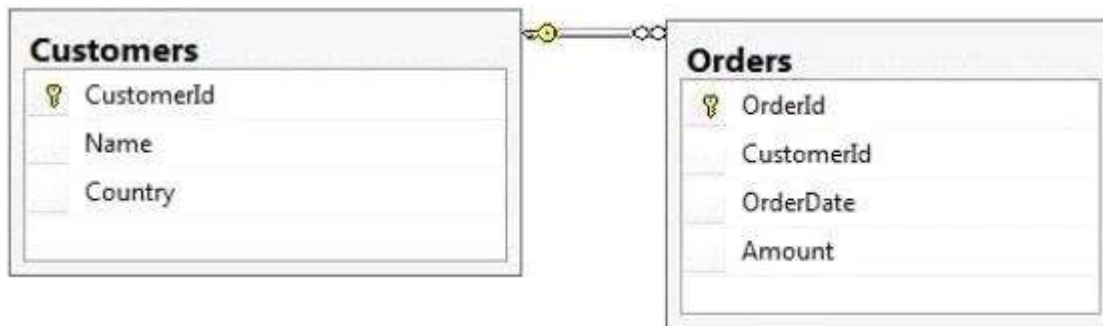 Customers
CustomerId
Name
Country
Orders
OrderId
CustomerId
OrderDate
Amount